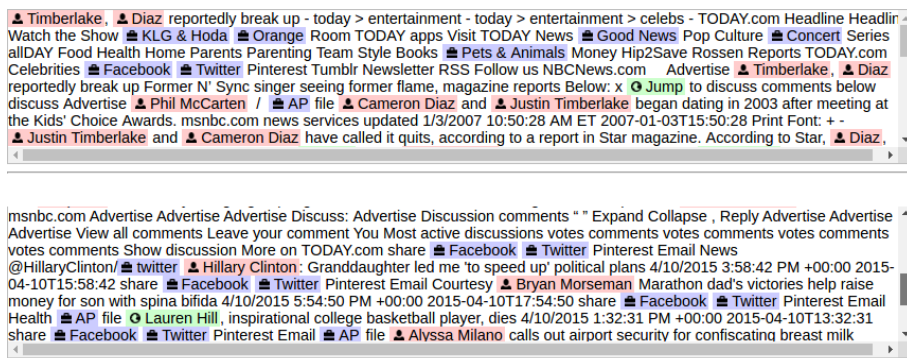 Timberlake, Diaz reportedly break up - today > entertainment - today > entertainment > celebs - TODAY.com Headline Headlin
Watch the Show KLG & Hoda Orange Room TODAY apps Visit TODAY News Good News Pop Culture Concert Series
allDAY Food Health Home Parents Parenting Team Style Books Pets & Animals Money Hip2Save Rossen Reports TODAY.com
Celebrities Facebook Twitter Pinterest Tumblr Newsletter RSS Follow us NBCNews.com Advertise Timberlake, Diaz
reportedly break up Former N' Sync singer seeing former flame, magazine reports Below: x Jump to discuss comments below
discuss Advertise Phil McCarten / AP file Cameron Diaz and Justin Timberlake began dating in 2003 after meeting at
the Kids' Choice Awards. msnbc.com news services updated 1/3/2007 10:50:28 AM ET 2007-01-03T15:50:28 Print Font: + -
Justin Timberlake and Cameron Diaz have called it quits, according to a report in Star magazine. According to Star, Diaz,
msnbc.com Advertise Advertise Advertise Discuss: Advertise Discussion comments “ ” Expand Collapse , Reply Advertise Advertise
Advertise View all comments Leave your comment You Most active discussions votes comments votes comments votes comments
votes comments Show discussion More on TODAY.com share Facebook Twitter Pinterest Email News
@HillaryClinton/ twitter Hillary Clinton: Granddaughter led me 'to speed up' political plans 4/10/2015 3:58:42 PM +00:00 2015-
04-10T15:58:42 share Facebook Twitter Pinterest Email Courtesy Bryan Morseman Marathon dad's victories help raise
money for son with spina bifida 4/10/2015 5:54:50 PM +00:00 2015-04-10T17:54:50 share Facebook Twitter Pinterest Email
Health AP file Lauren Hill, inspirational college basketball player, dies 4/10/2015 1:32:31 PM +00:00 2015-04-10T13:32:31
share Facebook Twitter Pinterest Email AP file Alyssa Milano calls out airport security for confiscating breast milk